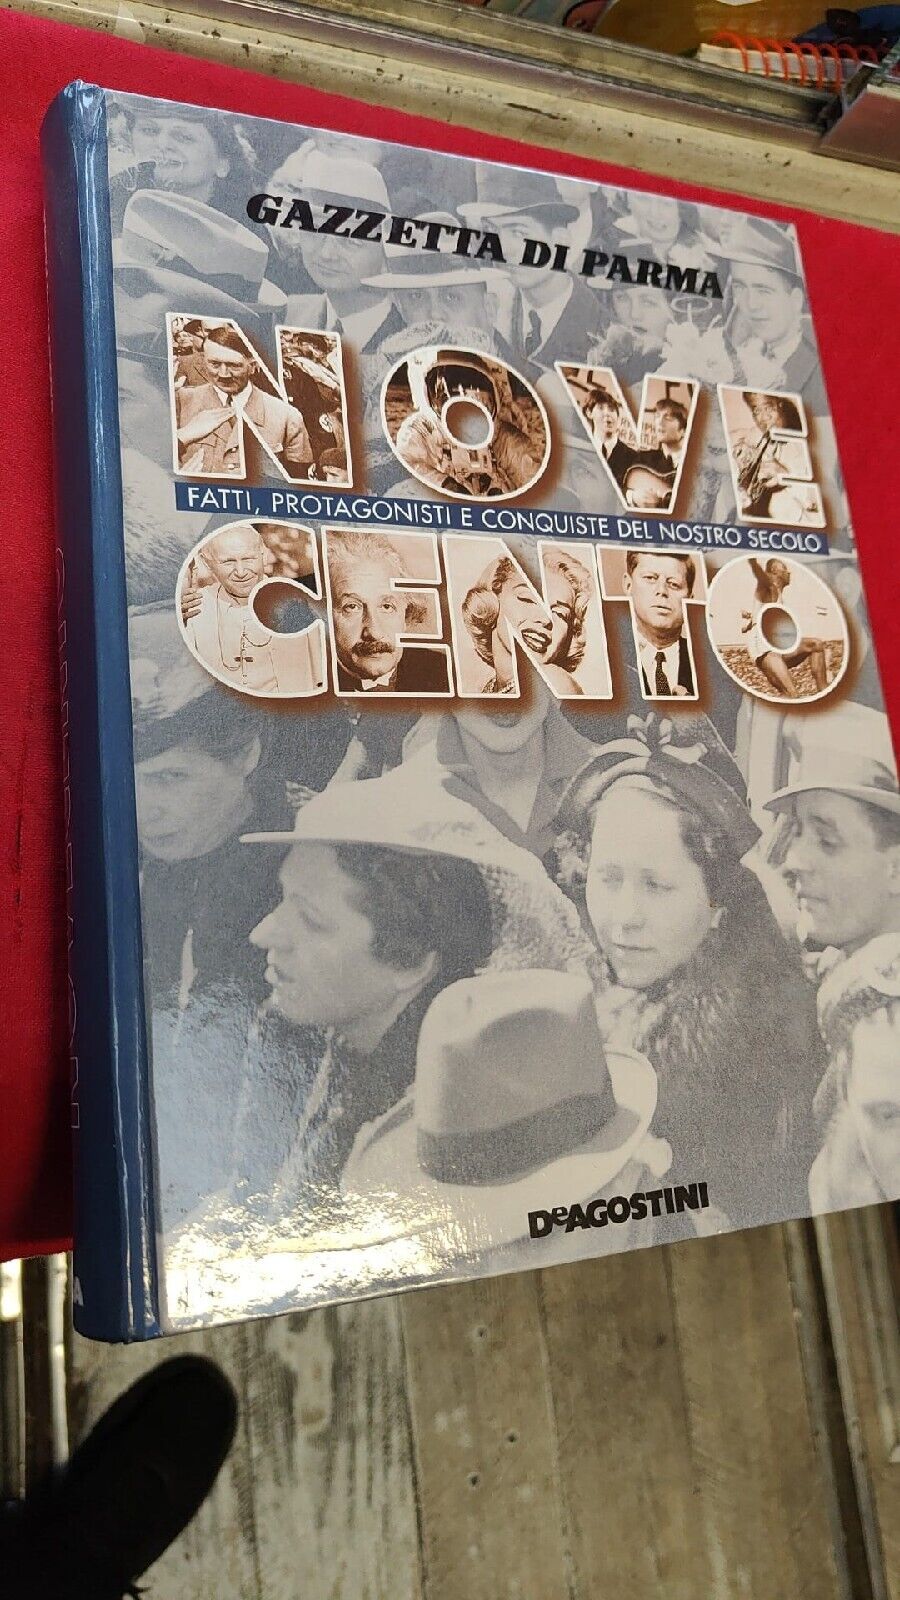 GAZZETTA DI PARMA
NOVE
FATTI, PROTAGONISTI E CONQUISTE DEL NOSTRO SECOLO
CENTO
DeAGOSTINI